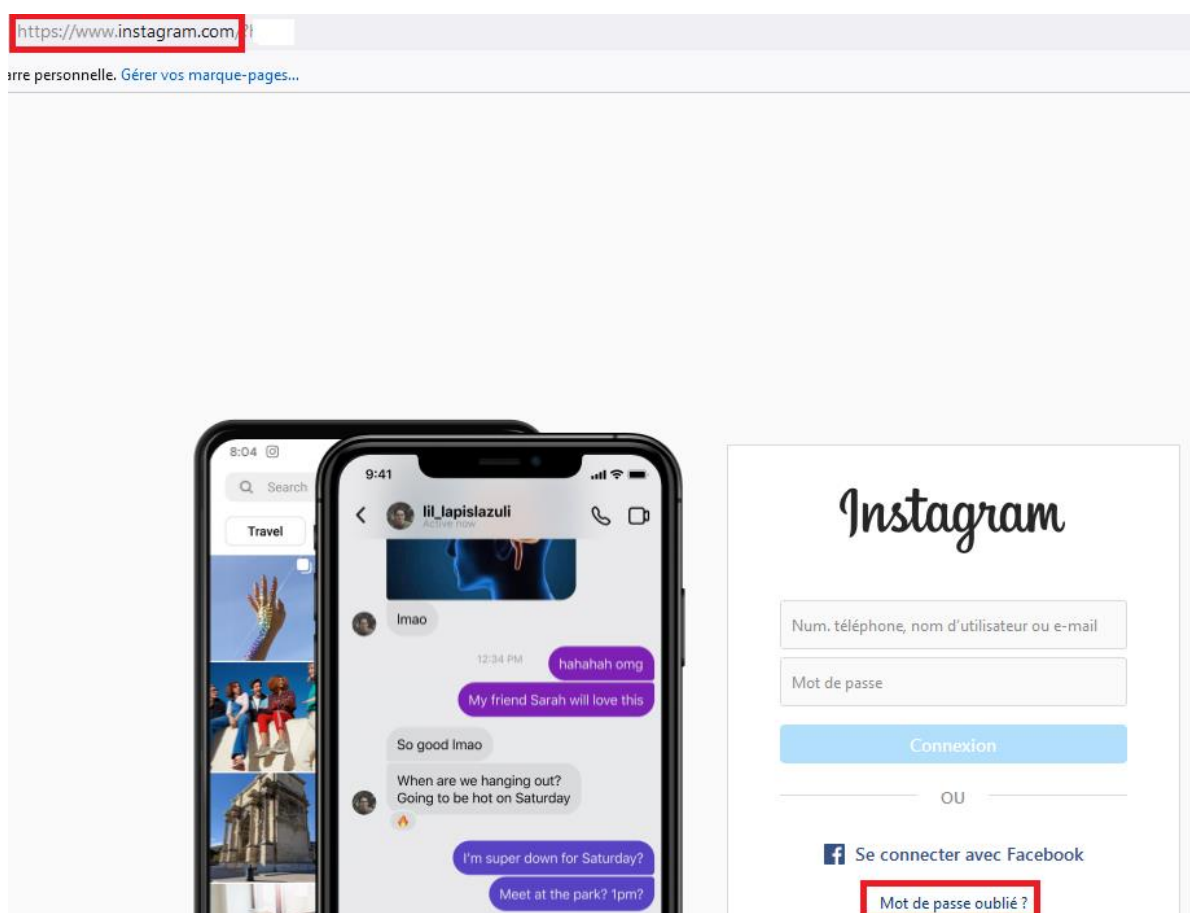 https://www.instagram.com/?
arre personnelle. Gérer vos marque-pages...
8:04
Search
Travel
9:41
lil_lapislazuli
Active now
lmao
12:34 PM
hahahah omg
My friend Sarah will love this
So good lmao
When are we hanging out?
Going to be hot on Saturday
I'm super down for Saturday?
Meet at the park? 1pm?
Instagram
Num. téléphone, nom d'utilisateur ou e-mail
Mot de passe
Connexion
OU
Se connecter avec Facebook
Mot de passe oublié ?